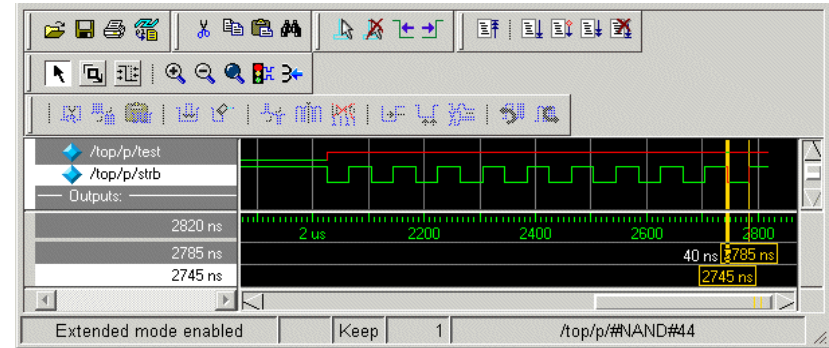 /top/p/test
/top/p/strb
Outputs:
2820 ns
2 us 2200 2400 2600 2800
2785 ns
40 ns 2785 ns
2745 ns
2745 ns
Extended mode enabled Keep 1 /top/p/#NAND#44